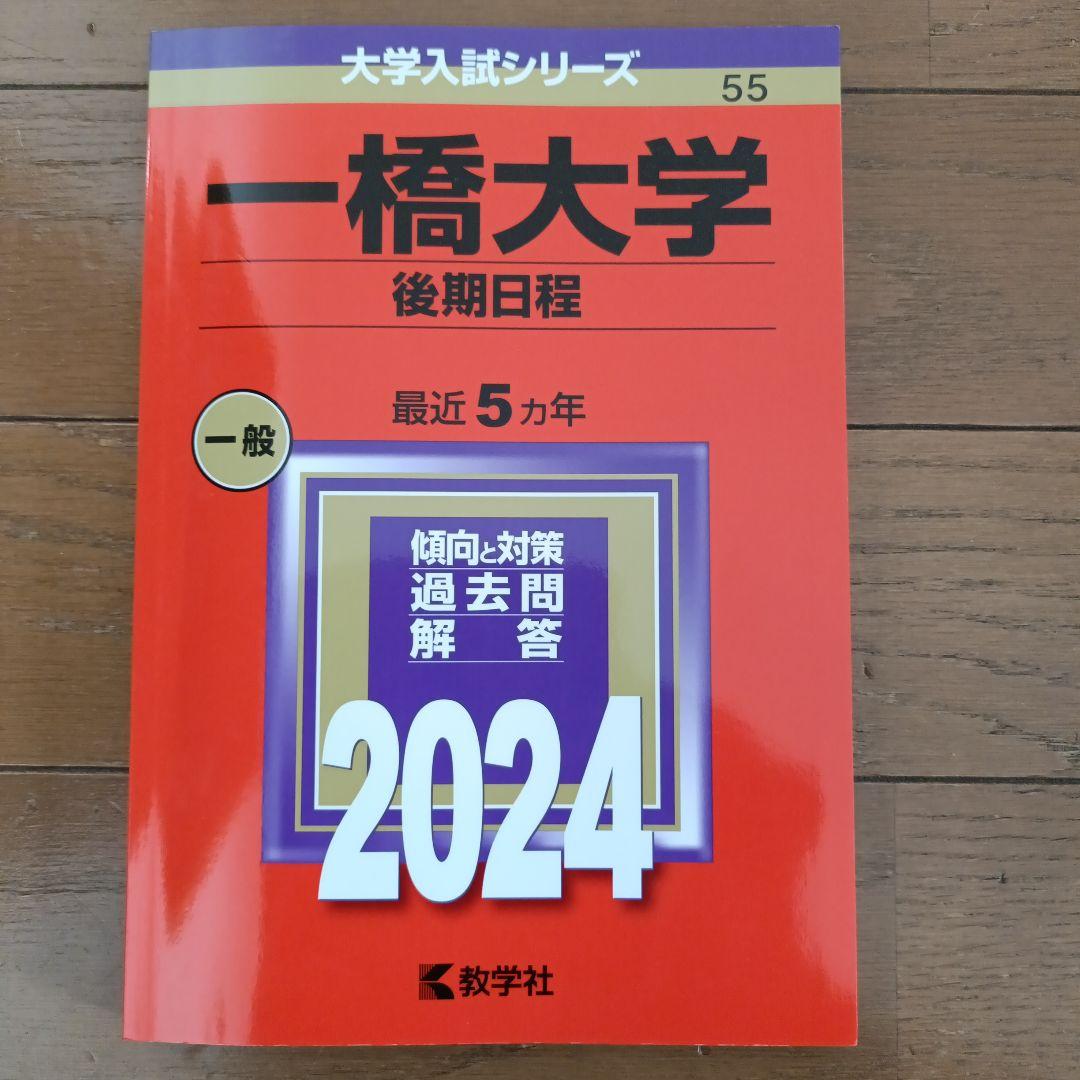 大学入試シリーズ
55
一橋大学
後期日程
最近5ヵ年
一般
傾向と対策
過去問
解答
2024
教学社